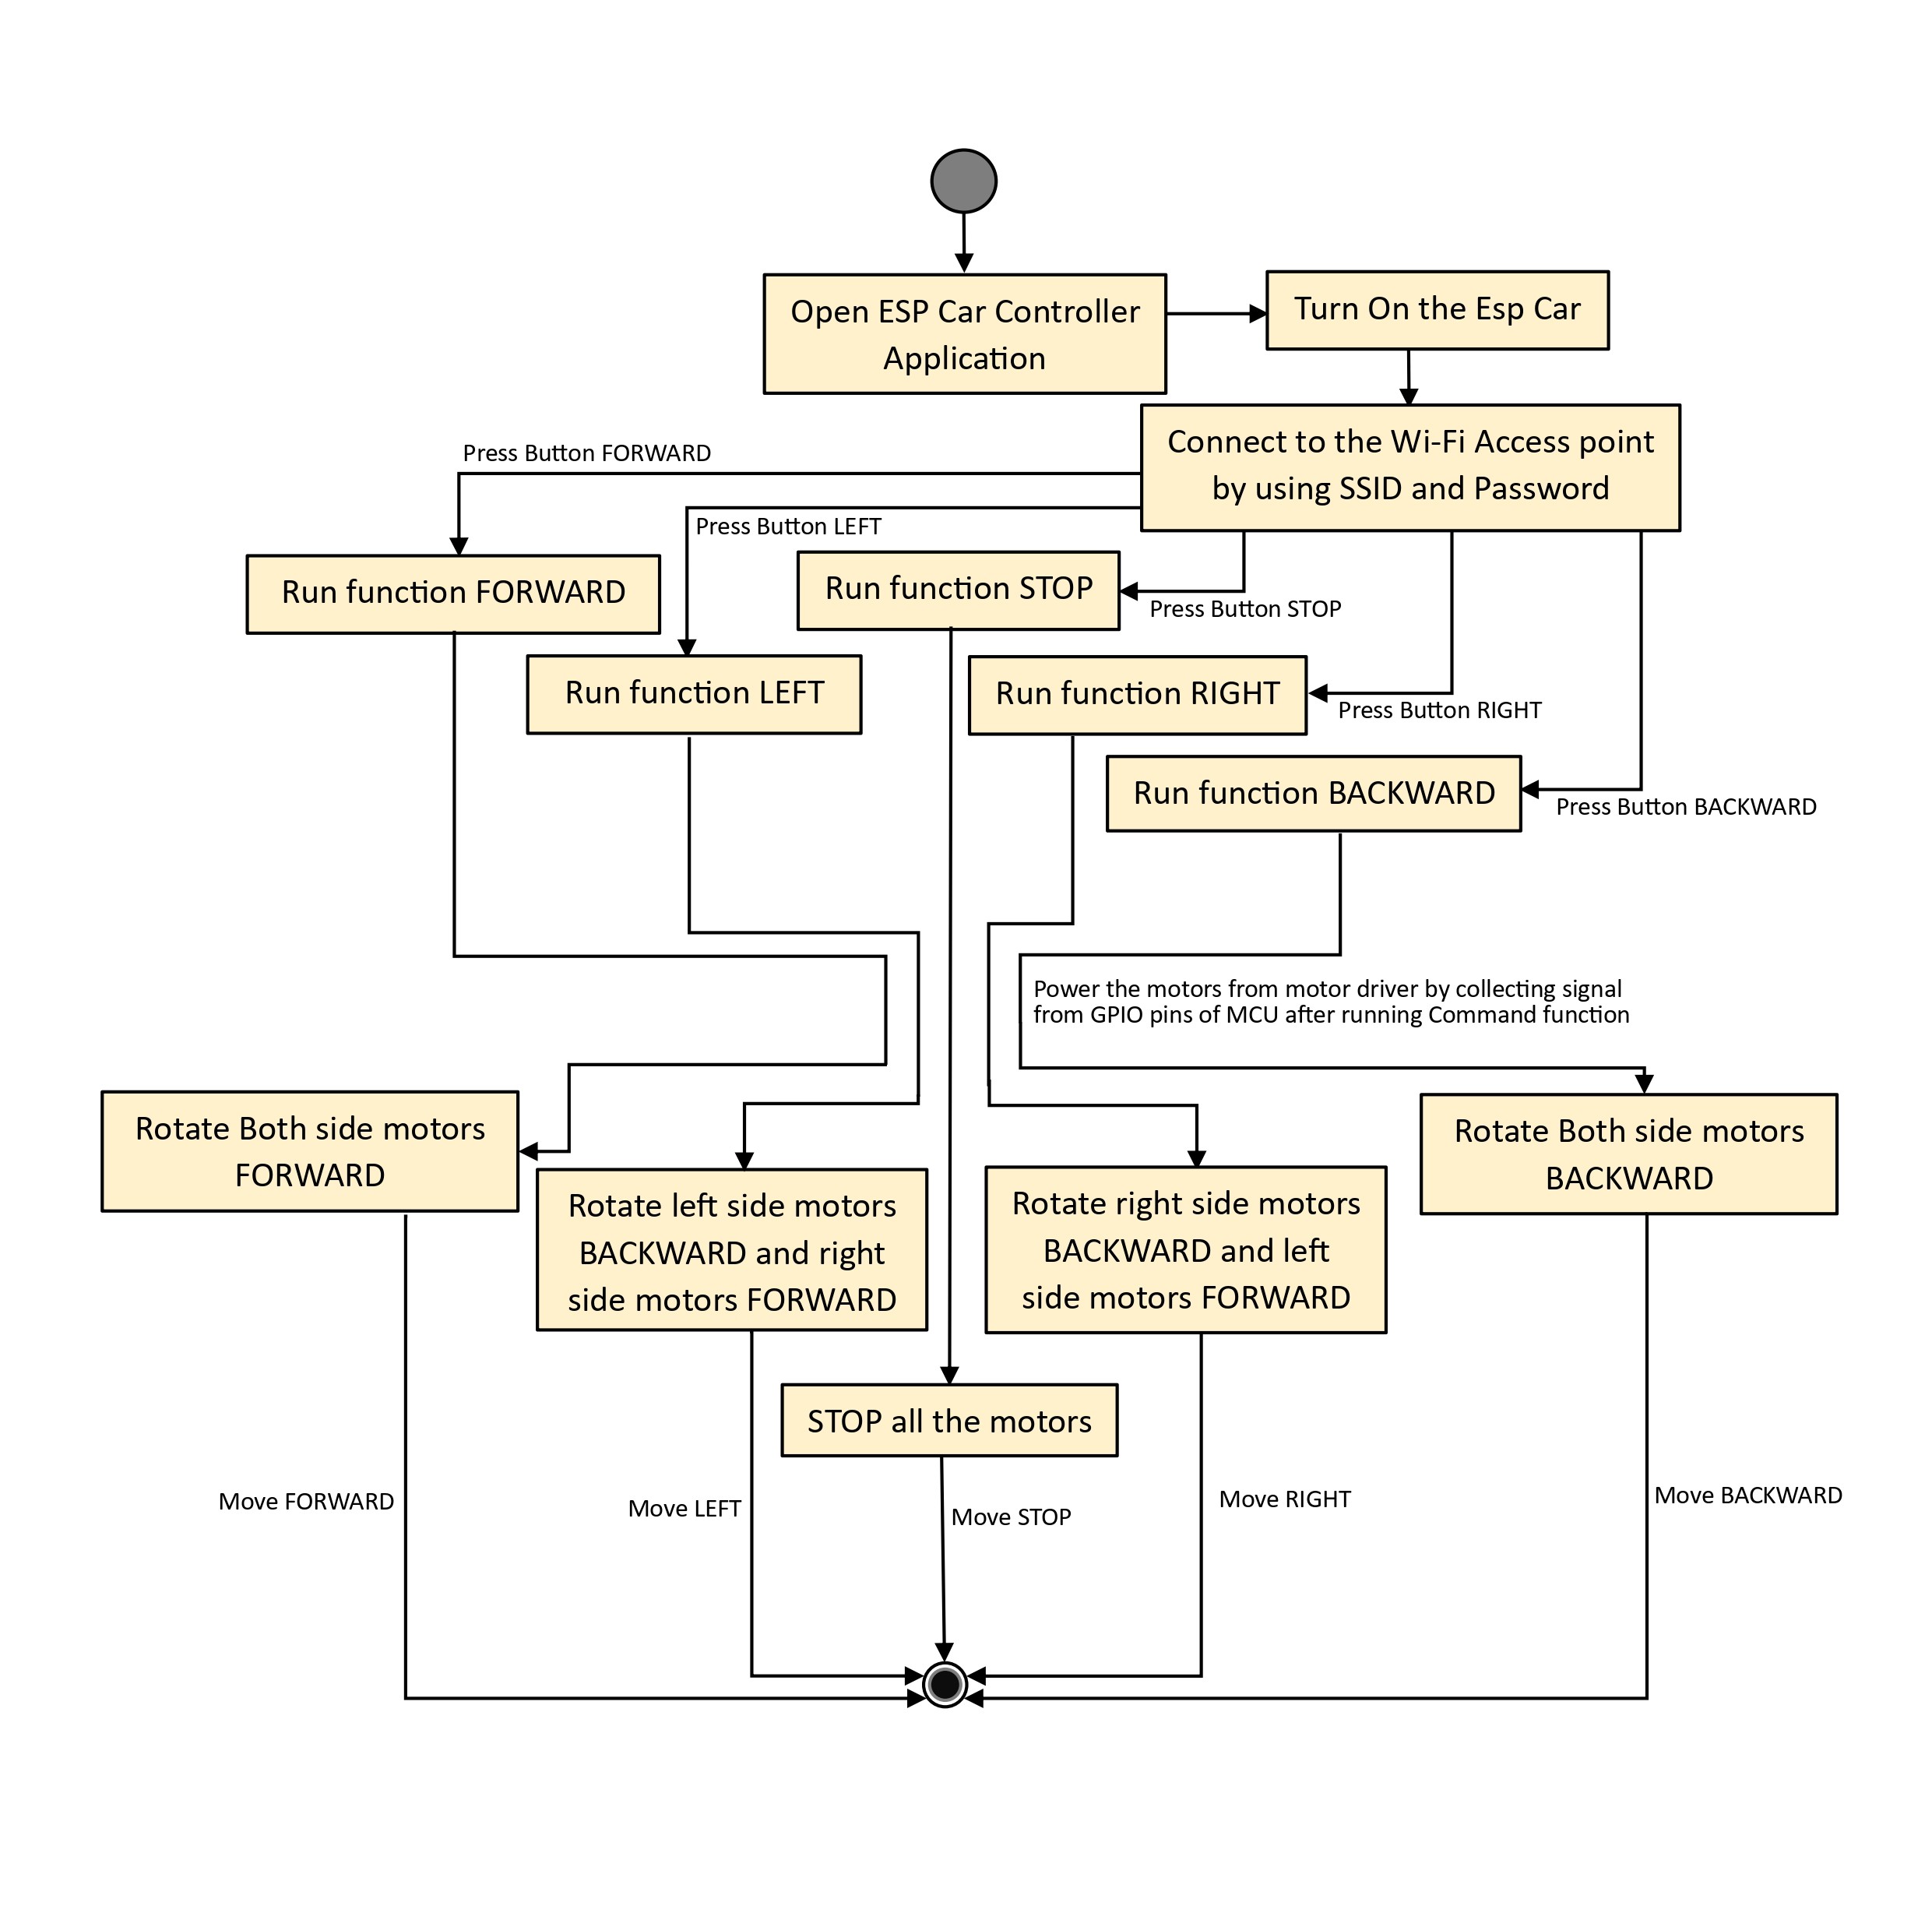 Open ESP Car Controller
Application
Turn On the Esp Car
Connect to the Wi-Fi Access point
by using SSID and Password
Press Button FORWARD
Press Button LEFT
Run function FORWARD
Run function STOP
Press Button STOP
Run function LEFT
Run function RIGHT
Press Button RIGHT
Run function BACKWARD
Press Button BACKWARD
Power the motors from motor driver by collecting signal
from GPIO pins of MCU after running Command function
Rotate Both side motors
FORWARD
Rotate left side motors
BACKWARD and right
side motors FORWARD
Rotate right side motors
BACKWARD and left
side motors FORWARD
Rotate Both side motors
BACKWARD
STOP all the motors
Move FORWARD
Move LEFT
Move STOP
Move RIGHT
Move BACKWARD